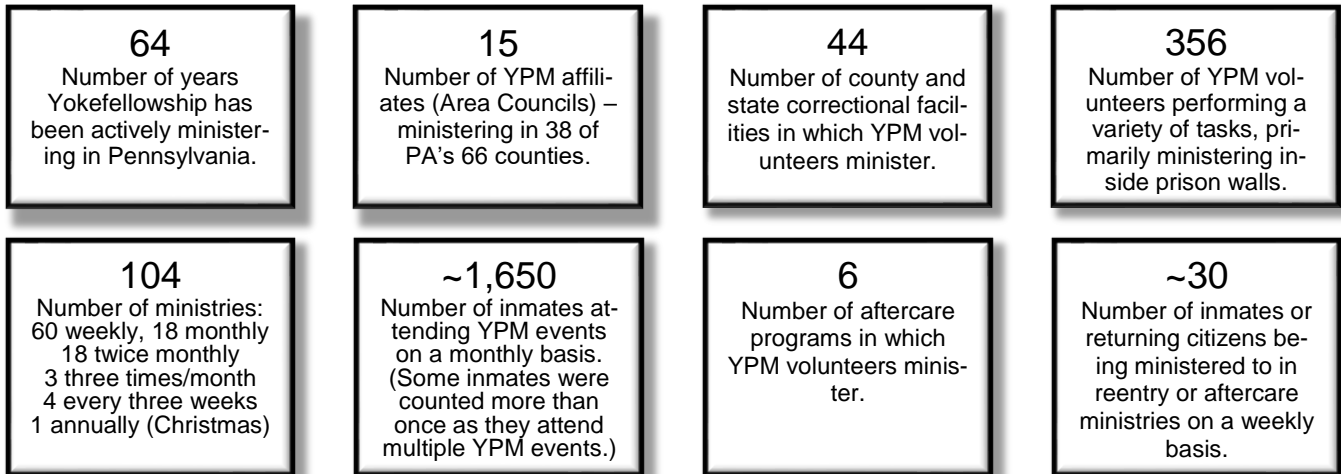 64
Number of years
Yokefellowship has
been actively minister-
ing in Pennsylvania.
15
Number of YPM affili-
ates (Area Councils) –
ministering in 38 of
PA's 66 counties.
44
Number of county and
state correctional facil-
ities in which YPM vol-
unteers minister.
356
Number of YPM vol-
unteers performing a
variety of tasks, pri-
marily ministering in-
side prison walls.
104
Number of ministries:
60 weekly, 18 monthly
18 twice monthly
3 three times/month
4 every three weeks
1 annually (Christmas)
~1,650
Number of inmates at-
tending YPM events
on a monthly basis.
(Some inmates were
counted more than
once as they attend
multiple YPM events.)
6
Number of aftercare
programs in which
YPM volunteers minis-
ter.
~30
Number of inmates or
returning citizens be-
ing ministered to in
reentry or aftercare
ministries on a weekly
basis.